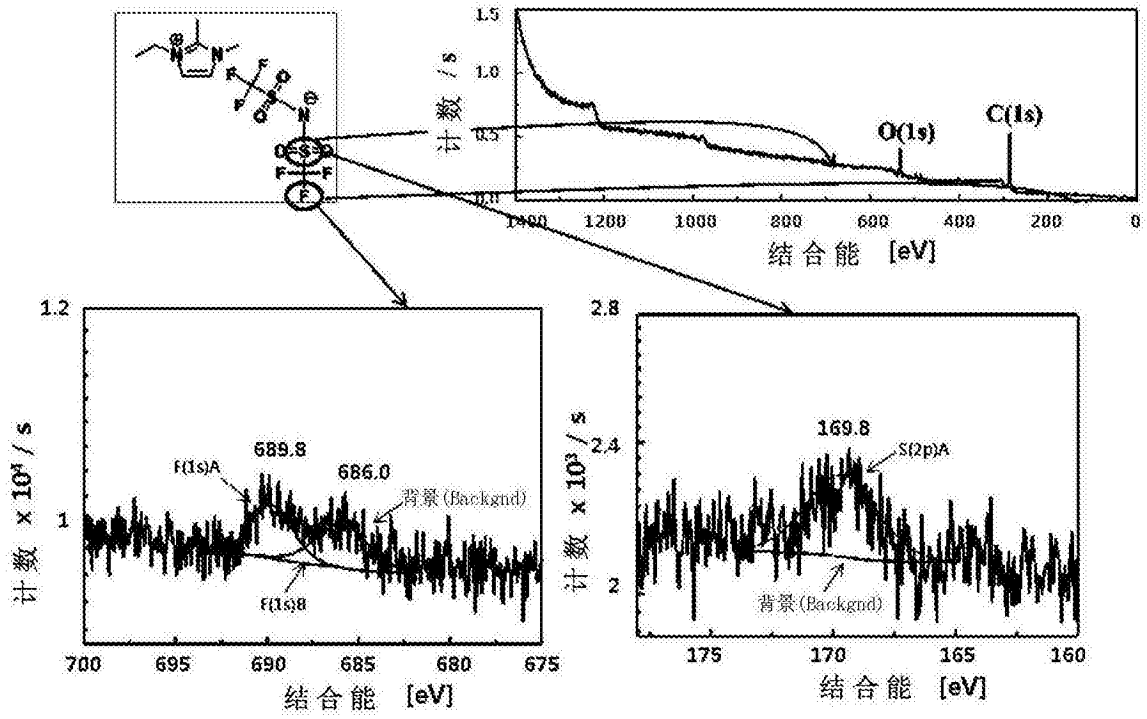 ⊕
N
N
F
F
F
S
O
O
⊖
N
O=S=O
F
F
F
1.5
1.0
0.5
0.0
计数 / s
O(1s)
C(1s)
1400
1200
1000
800
600
400
200
0
结合能 [eV]
1.2
1
计数 x 10⁴ / s
689.8
F(1s)A
686.0
背景(Backgnd)
F(1s)B
700
695
690
685
680
675
结合能 [eV]
2.8
2.4
2
计数 x 10³ / s
169.8
S(2p)A
背景(Backgnd)
175
170
165
160
结合能 [eV]